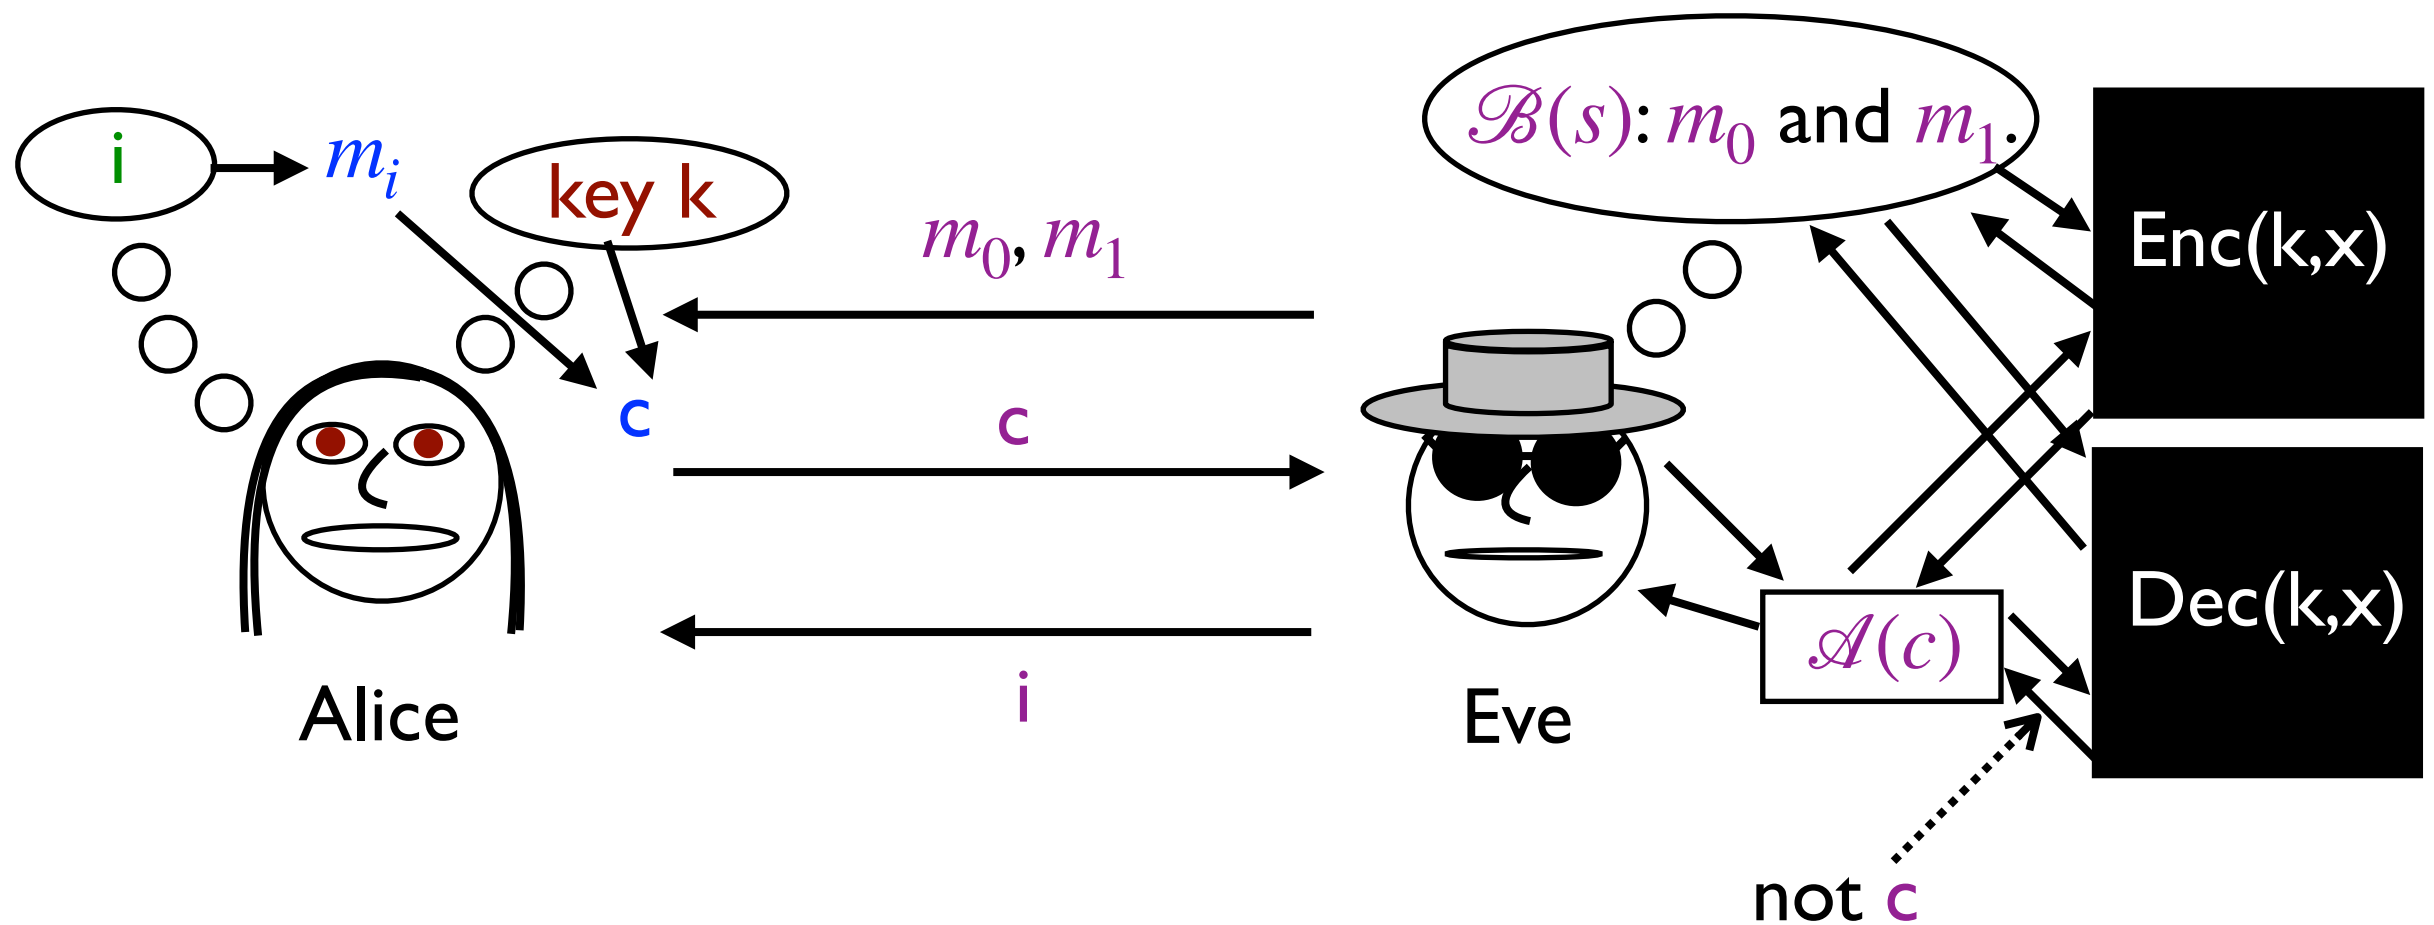 i
mᵢ
key k
m₀, m₁
c
c
i
Alice
ℬ(s): m₀ and m₁.
Enc(k,x)
Dec(k,x)
𝒜(c)
Eve
not c